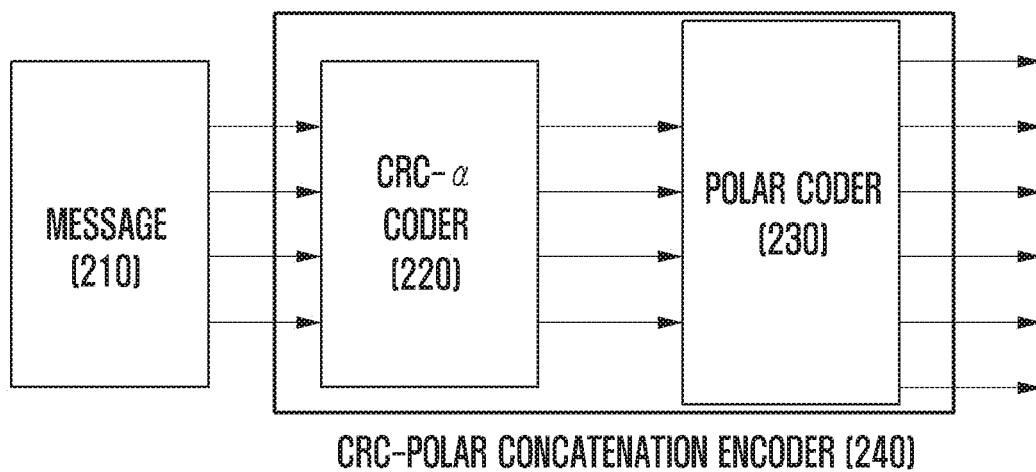 MESSAGE
(210)
CRC-α
CODER
(220)
POLAR CODER
(230)
CRC-POLAR CONCATENATION ENCODER (240)